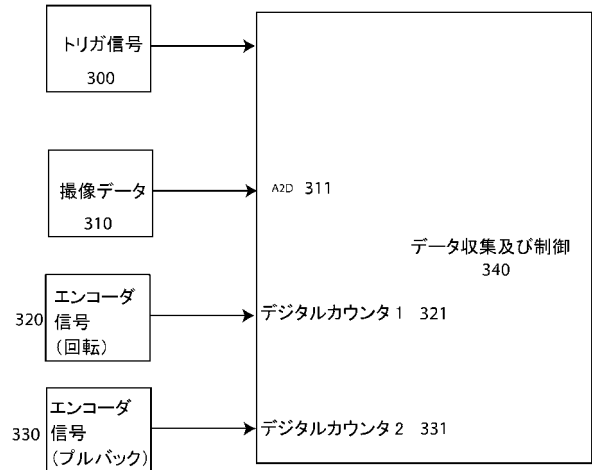 トリガ信号
300
撮像データ
310
A2D 311
データ収集及び制御
340
320
エンコーダ
信号
(回転)
デジタルカウンタ1 321
330
エンコーダ
信号
(プルバック)
デジタルカウンタ2 331